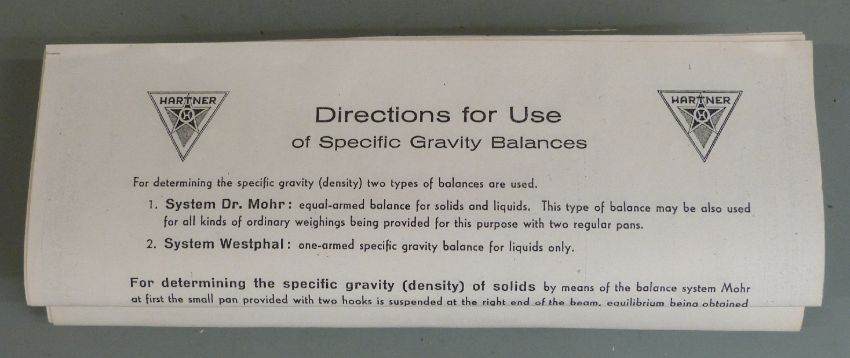 HARTNER
H
Directions for Use
HARTNER
H
of Specific Gravity Balances
For determining the specific gravity (density) two types of balances are used.
1. System Dr. Mohr: equal-armed balance for solids and liquids. This type of balance may be also used
for all kinds of ordinary weighings being provided for this purpose with two regular pans.
2. System Westphal: one-armed specific gravity balance for liquids only.
For determining the specific gravity (density) of solids by means of the balance system Mohr
at first the small pan provided with two hooks is suspended at the right end of the beam, equilibrium being obtained